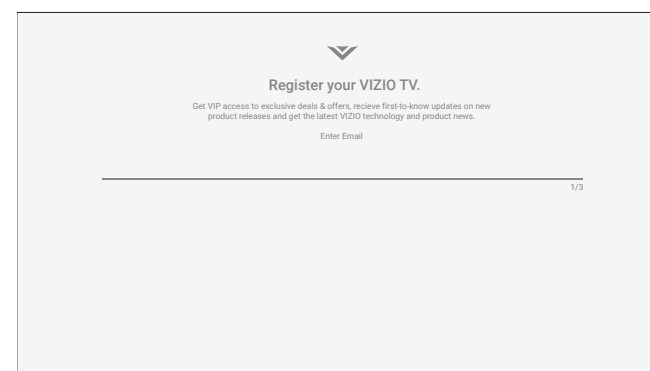 Register your VIZIO TV.
Get VIP access to exclusive deals & offers, recieve first-to-know updates on new
product releases and get the latest VIZIO technology and product news.
Enter Email
1/3